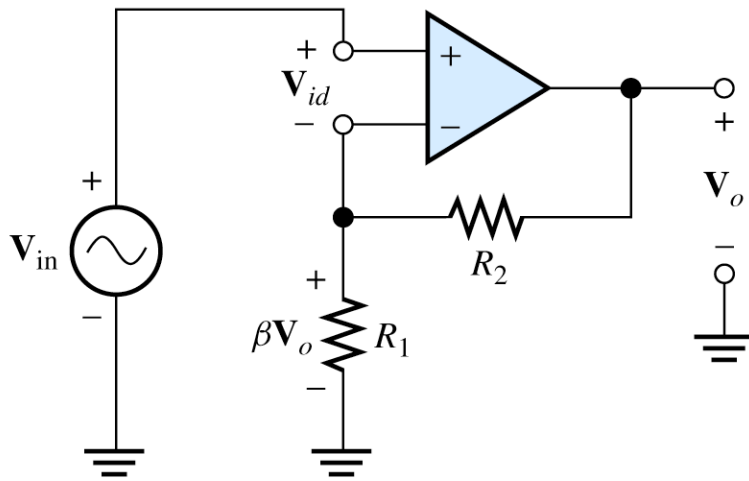 +
+
V_id
−
+
−
+
V_o
−
+
V_in
−
R_2
+
βV_o
R_1
−